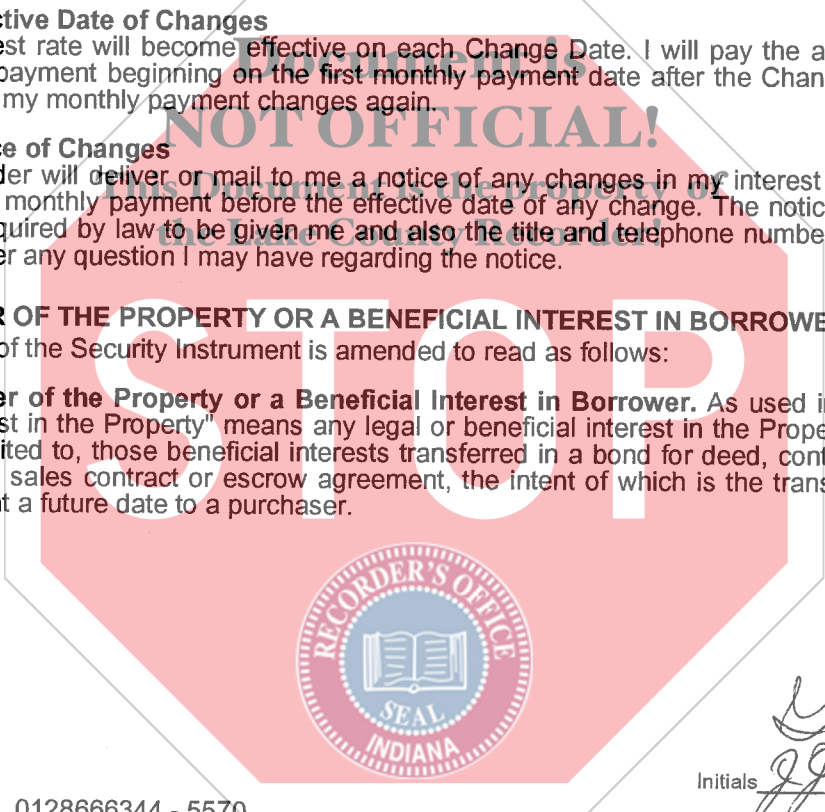 ctive Date of Changes
est rate will become effective on each Change Date. I will pay the a
payment beginning on the first monthly payment date after the Chan
my monthly payment changes again.
Document is
NOT OFFICIAL!
This Document is the property of
the Lake County Recorder!
e of Changes
der will deliver or mail to me a notice of any changes in my interest
monthly payment before the effective date of any change. The notic
quired by law to be given me and also the title and telephone numbe
er any question I may have regarding the notice.
R OF THE PROPERTY OR A BENEFICIAL INTEREST IN BORROWE
of the Security Instrument is amended to read as follows:
er of the Property or a Beneficial Interest in Borrower. As used i
st in the Property" means any legal or beneficial interest in the Prope
ited to, those beneficial interests transferred in a bond for deed, cont
sales contract or escrow agreement, the intent of which is the trans
t a future date to a purchaser.
STOP
RECORDER'S OFFICE
SEAL
INDIANA
Initials
0128666344 - 5570